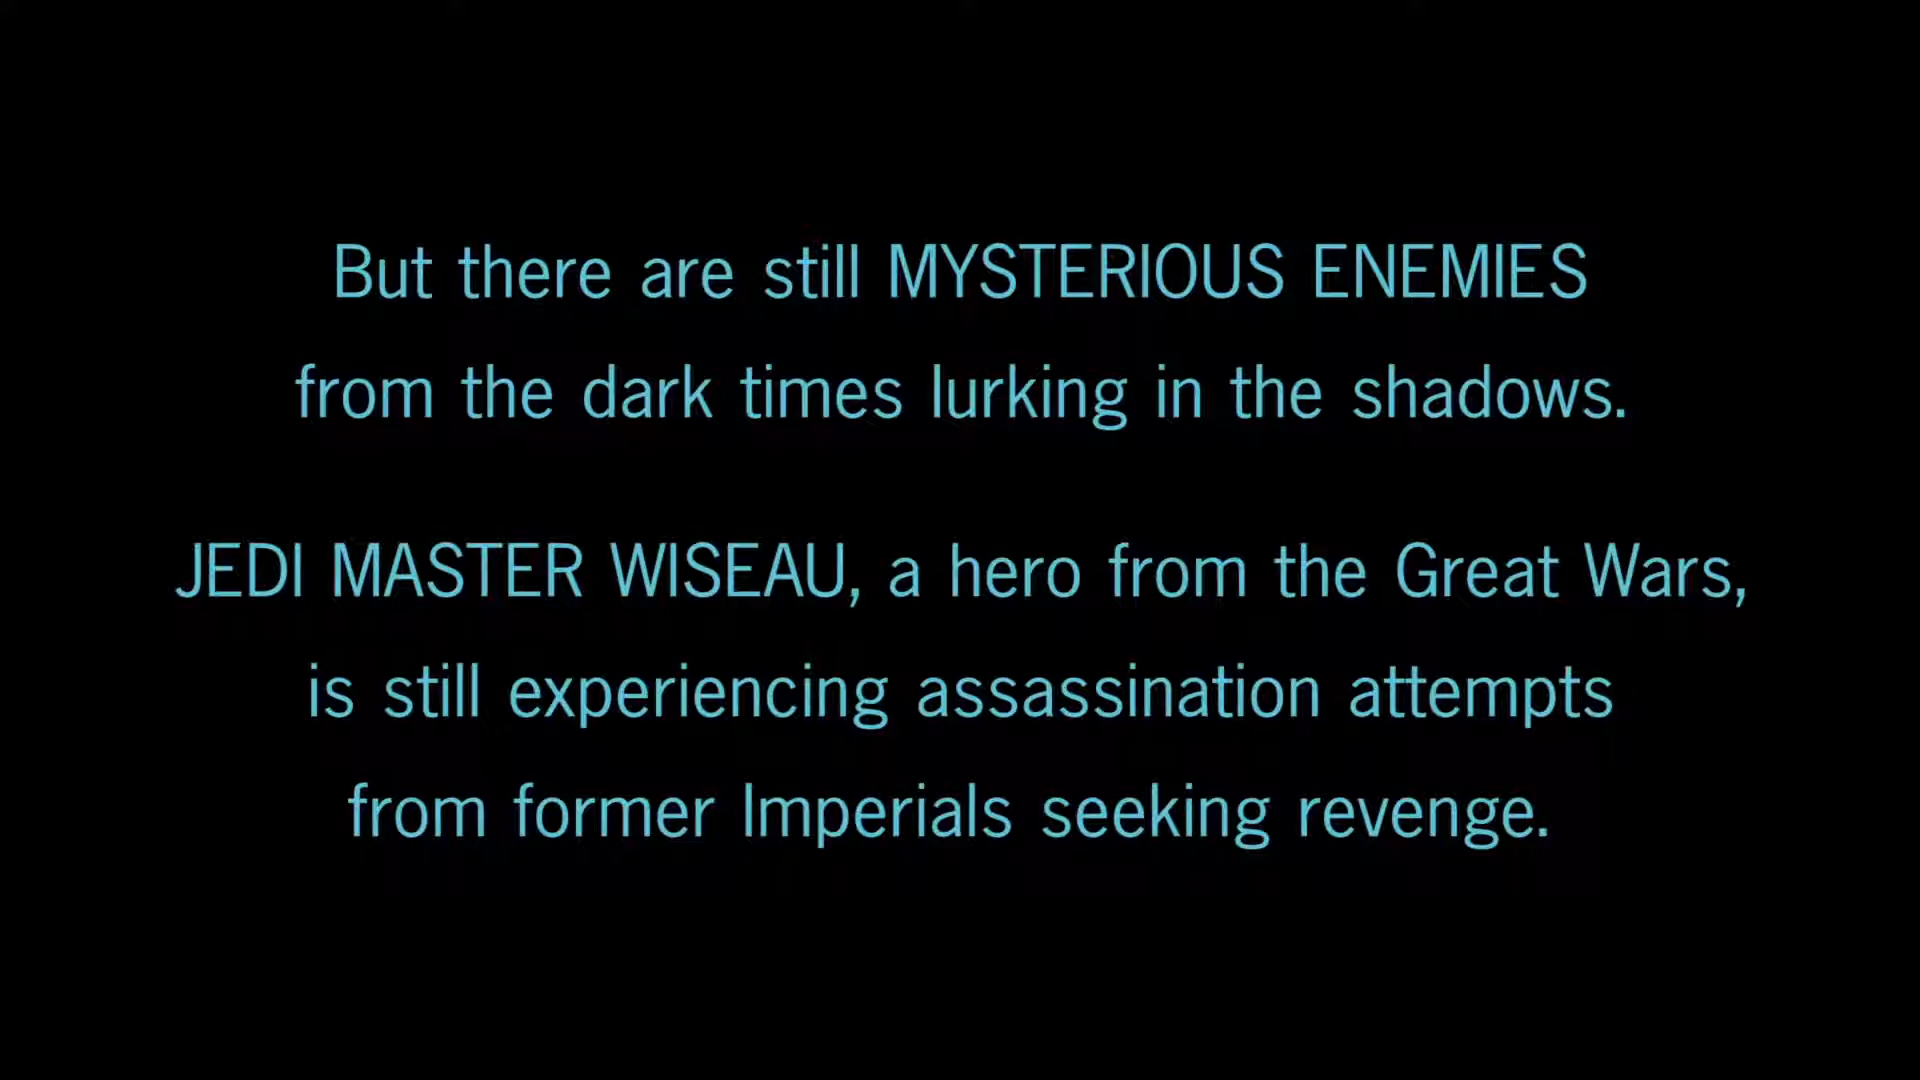 But there are still MYSTERIOUS ENEMIES
from the dark times lurking in the shadows.
JEDI MASTER WISEAU, a hero from the Great Wars,
is still experiencing assassination attempts
from former Imperials seeking revenge.